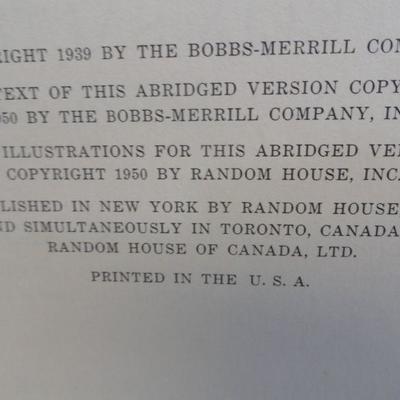 RIGHT 1939 BY THE BOBBS-MERRILL COM
TEXT OF THIS ABRIDGED VERSION COPY
950 BY THE BOBBS-MERRILL COMPANY, IN
ILLUSTRATIONS FOR THIS ABRIDGED VE
COPYRIGHT 1950 BY RANDOM HOUSE, INC.
LISHED IN NEW YORK BY RANDOM HOUSE,
ND SIMULTANEOUSLY IN TORONTO, CANADA
RANDOM HOUSE OF CANADA, LTD.
PRINTED IN THE U. S. A.